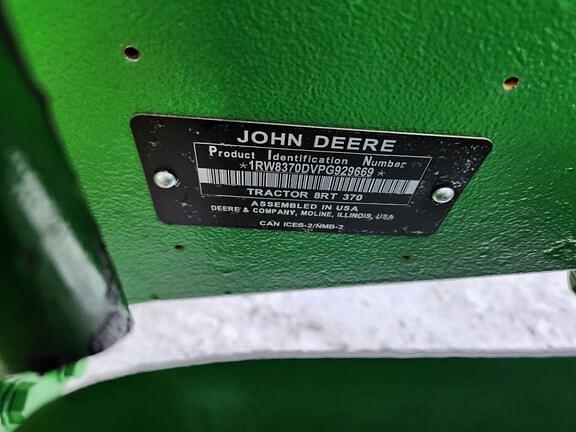 JOHN DEERE
Product Identification Number
*1RW8370DVPG929669*
TRACTOR 8RT 370
ASSEMBLED IN USA
DEERE & COMPANY, MOLINE, ILLINOIS, USA
CAN ICES-2/NMB-2